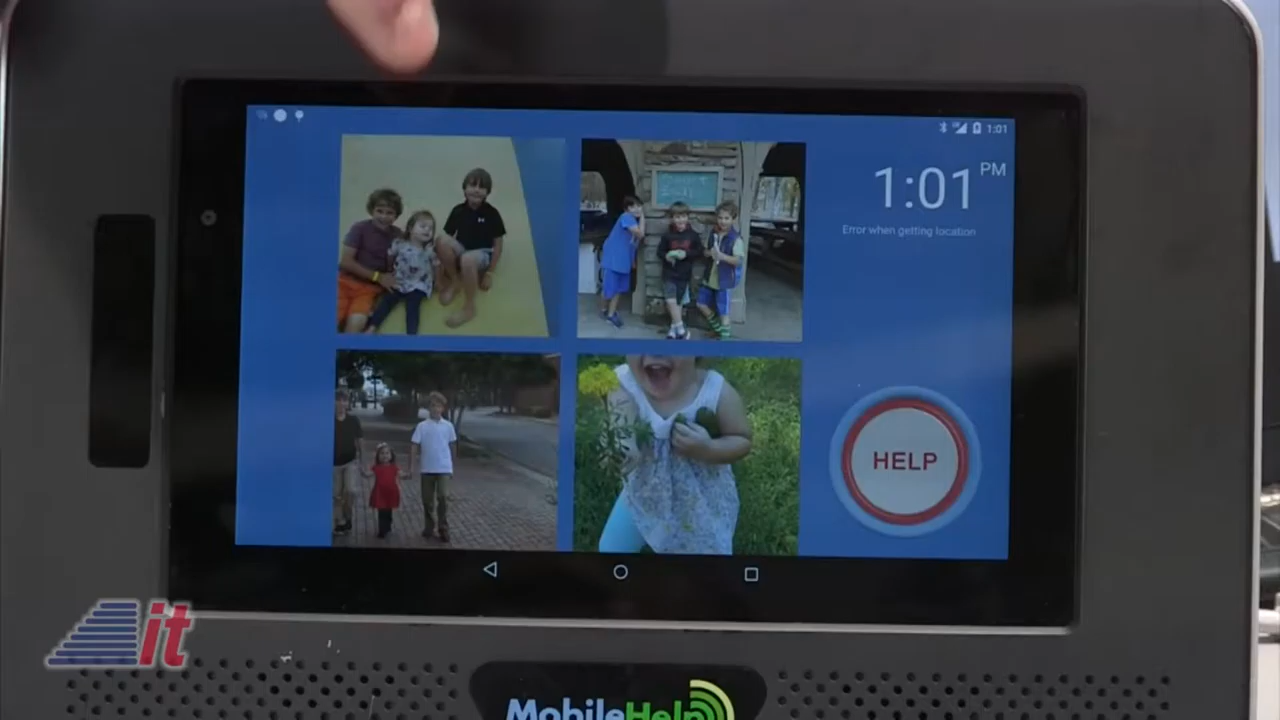 1:01
1:01 PM
Error when getting location
HELP
it
MobileHelp